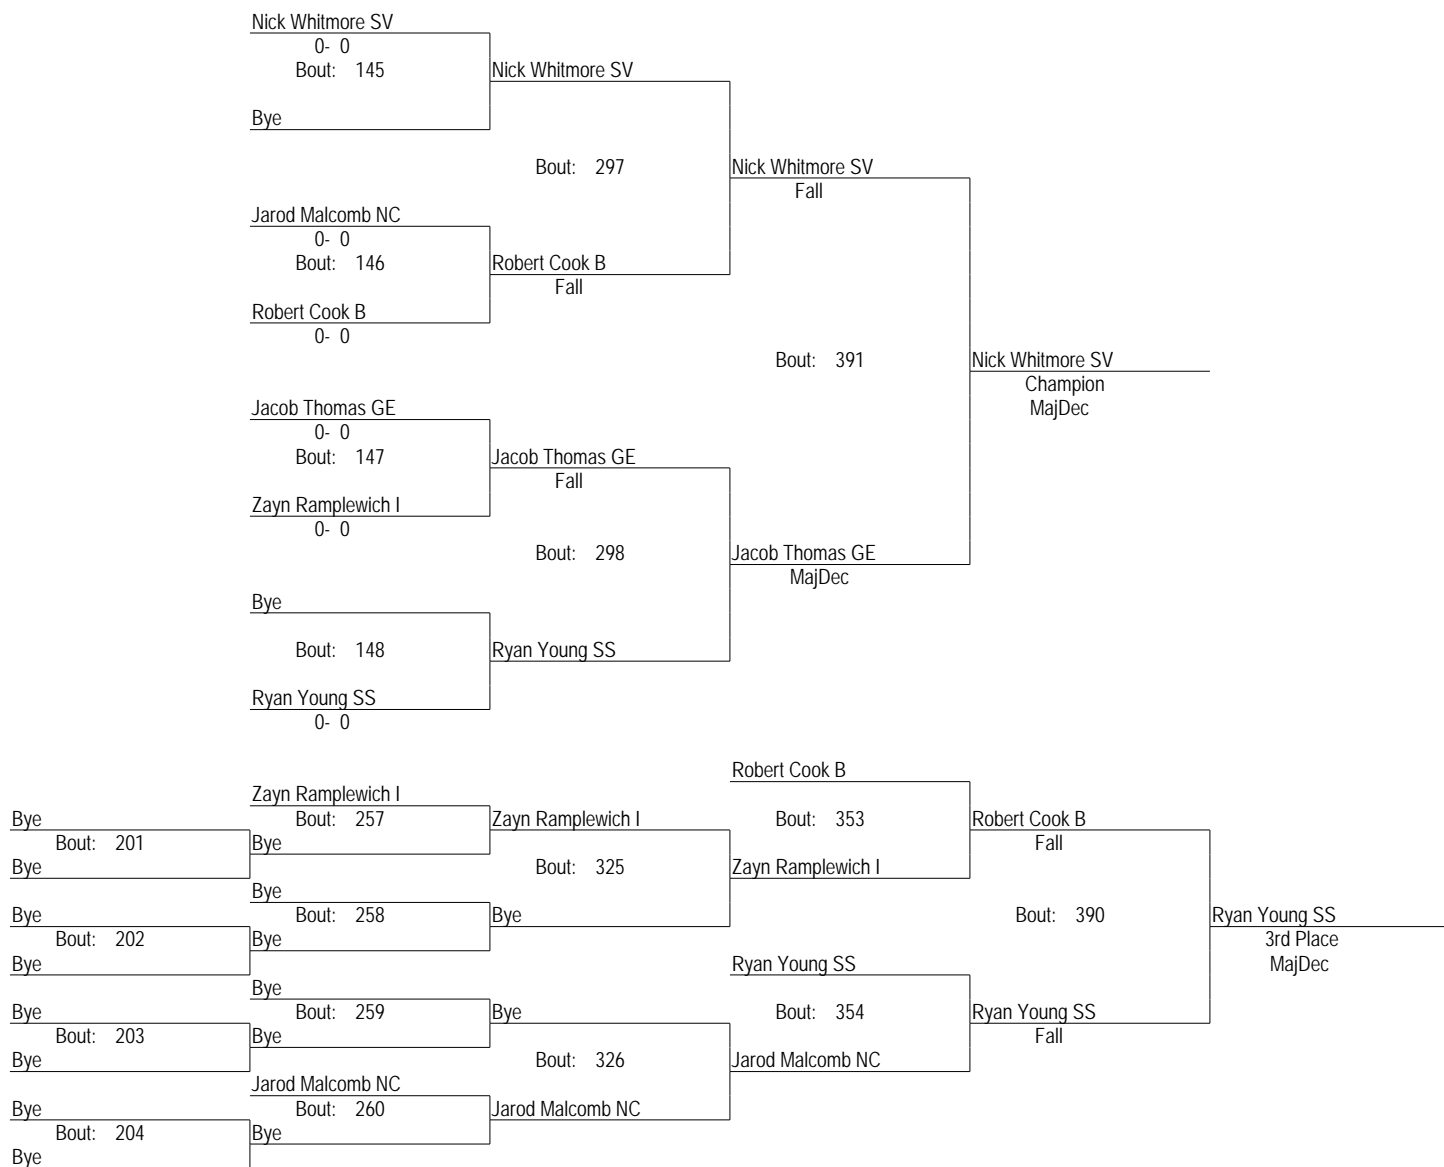 Nick Whitmore SV
0- 0
Bout: 145
Nick Whitmore SV
Bye
Bout: 297
Nick Whitmore SV
Fall
Jarod Malcomb NC
0- 0
Bout: 146
Robert Cook B
Fall
Robert Cook B
0- 0
Bout: 391
Nick Whitmore SV
Champion
MajDec
Jacob Thomas GE
0- 0
Bout: 147
Jacob Thomas GE
Fall
Zayn Ramplewich I
0- 0
Bout: 298
Jacob Thomas GE
MajDec
Bye
Bout: 148
Ryan Young SS
Ryan Young SS
0- 0
Robert Cook B
Zayn Ramplewich I
Bye
Bout: 257
Zayn Ramplewich I
Bout: 353
Robert Cook B
Bout: 201
Bye
Fall
Bye
Bout: 325
Zayn Ramplewich I
Bye
Bye
Bout: 258
Bye
Bout: 390
Ryan Young SS
Bout: 202
Bye
3rd Place
Bye
Ryan Young SS
MajDec
Bye
Bye
Bout: 259
Bye
Bout: 354
Ryan Young SS
Bout: 203
Bye
Fall
Bye
Bout: 326
Jarod Malcomb NC
Jarod Malcomb NC
Bye
Bout: 260
Jarod Malcomb NC
Bout: 204
Bye
Bye